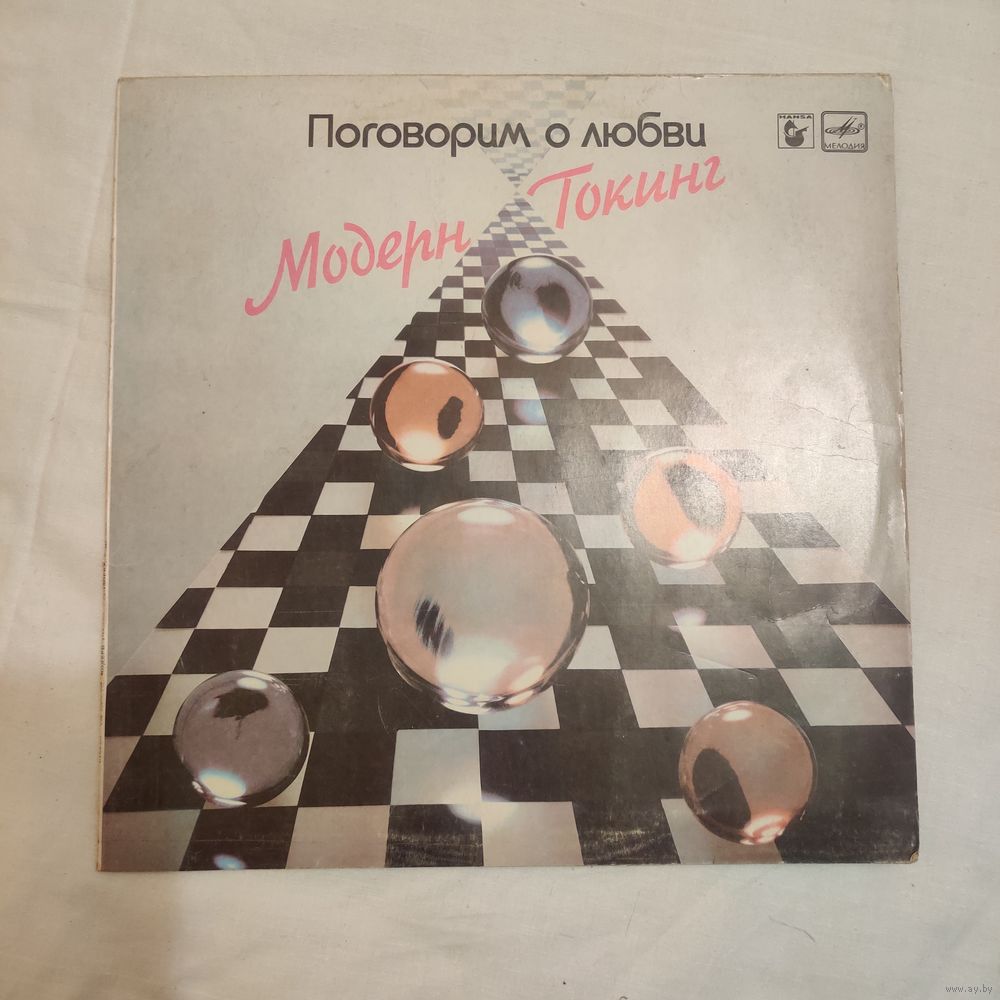 Поговорим о любви
Модерн Токинг
HANSA
МЕЛОДИЯ
www.ay.by